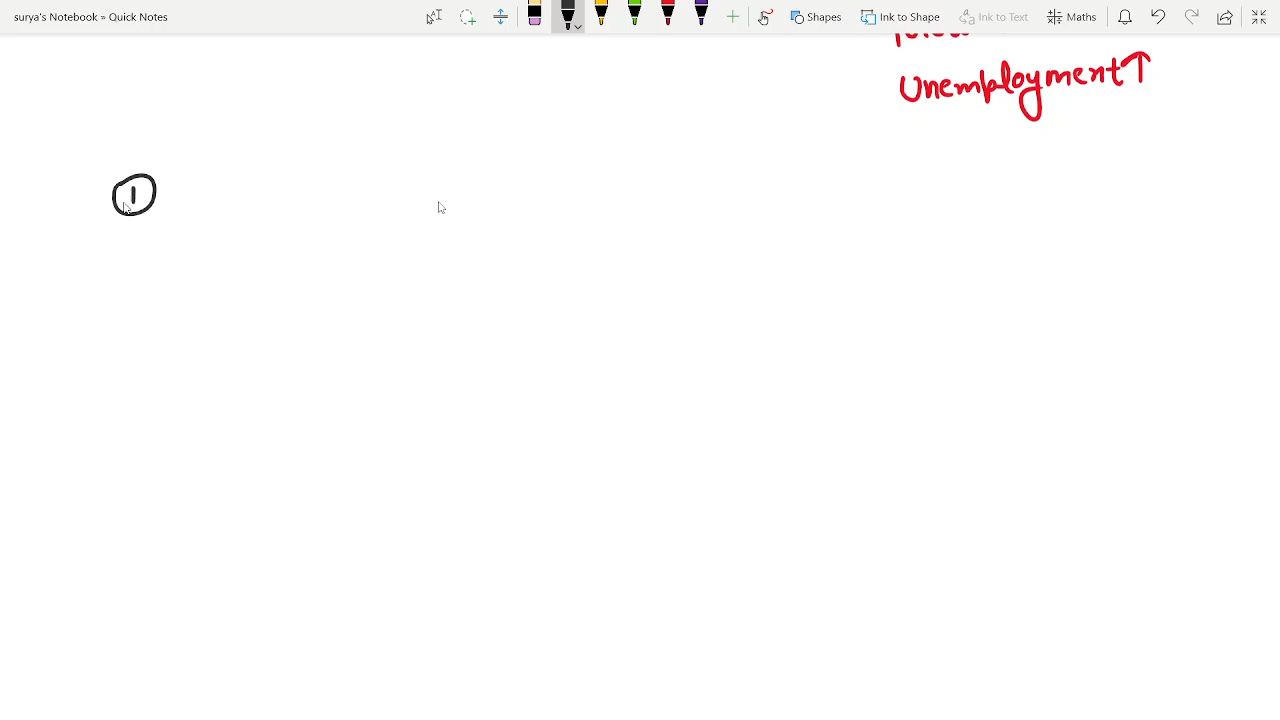 surya's Notebook » Quick Notes
Shapes
Ink to Shape
Ink to Text
Maths
Unemployment ↑
1